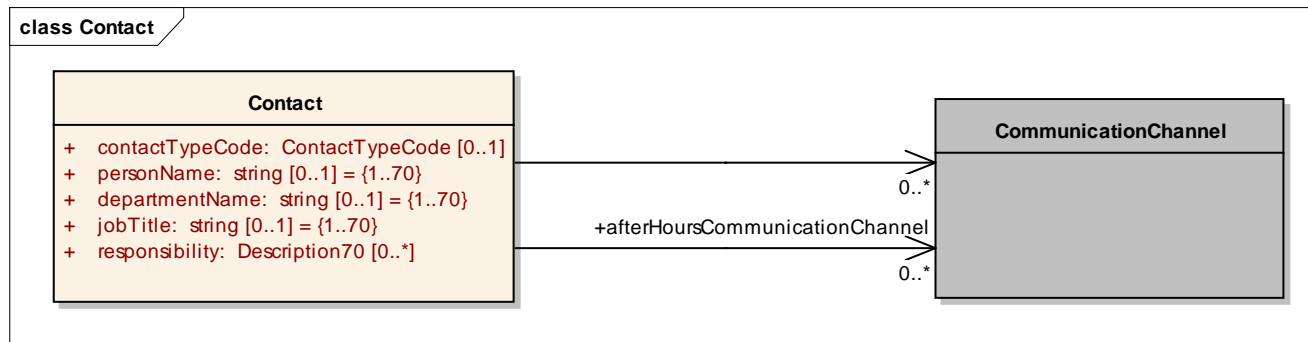 class Contact
Contact
+ contactTypeCode: ContactTypeCode [0..1]
+ personName: string [0..1] = {1..70}
+ departmentName: string [0..1] = {1..70}
+ jobTitle: string [0..1] = {1..70}
+ responsibility: Description70 [0..*]
CommunicationChannel
0..*
+afterHoursCommunicationChannel
0..*